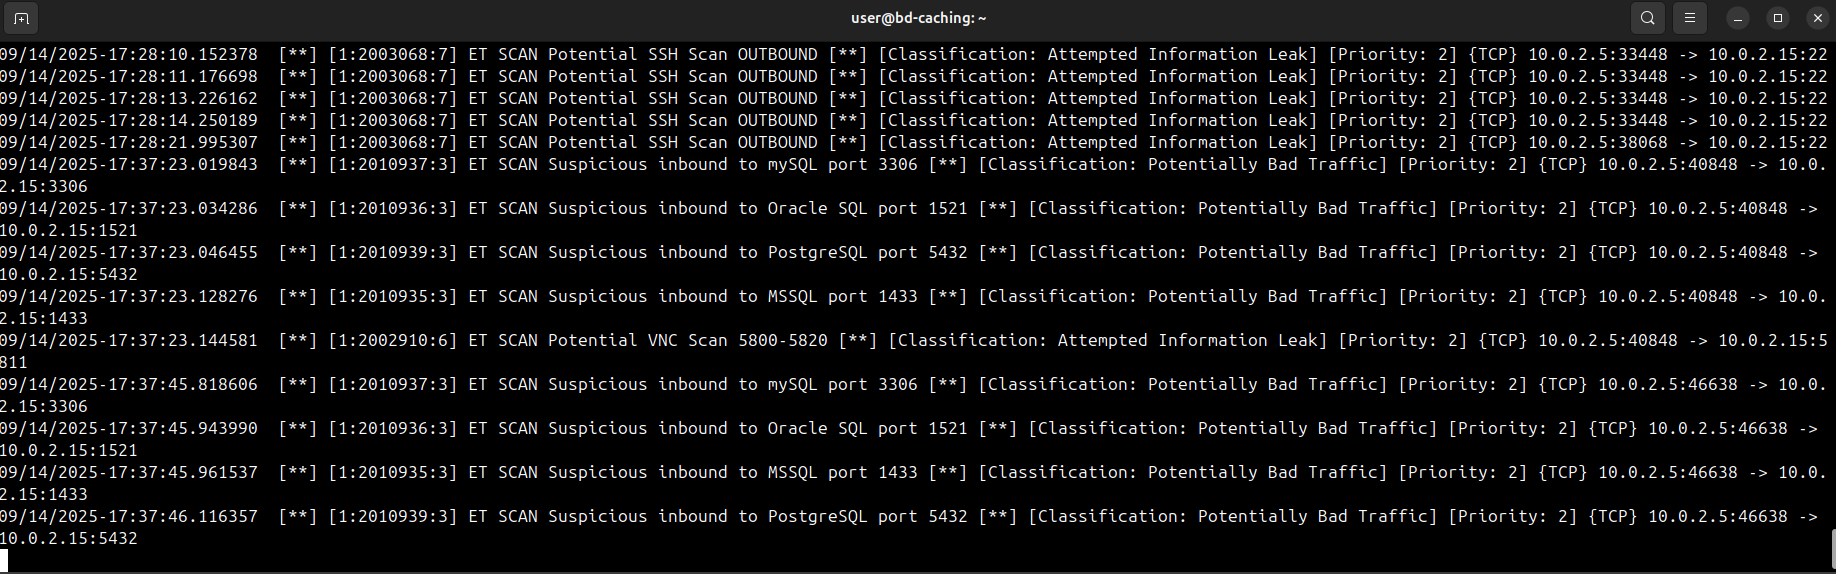 user@bd-caching: ~
09/14/2025-17:28:10.152378  [**] [1:2003068:7] ET SCAN Potential SSH Scan OUTBOUND [**] [Classification: Attempted Information Leak] [Priority: 2] {TCP} 10.0.2.5:33448 -> 10.0.2.15:22
09/14/2025-17:28:11.176698  [**] [1:2003068:7] ET SCAN Potential SSH Scan OUTBOUND [**] [Classification: Attempted Information Leak] [Priority: 2] {TCP} 10.0.2.5:33448 -> 10.0.2.15:22
09/14/2025-17:28:13.226162  [**] [1:2003068:7] ET SCAN Potential SSH Scan OUTBOUND [**] [Classification: Attempted Information Leak] [Priority: 2] {TCP} 10.0.2.5:33448 -> 10.0.2.15:22
09/14/2025-17:28:14.250189  [**] [1:2003068:7] ET SCAN Potential SSH Scan OUTBOUND [**] [Classification: Attempted Information Leak] [Priority: 2] {TCP} 10.0.2.5:33448 -> 10.0.2.15:22
09/14/2025-17:28:21.995307  [**] [1:2003068:7] ET SCAN Potential SSH Scan OUTBOUND [**] [Classification: Attempted Information Leak] [Priority: 2] {TCP} 10.0.2.5:38068 -> 10.0.2.15:22
09/14/2025-17:37:23.019843  [**] [1:2010937:3] ET SCAN Suspicious inbound to mySQL port 3306 [**] [Classification: Potentially Bad Traffic] [Priority: 2] {TCP} 10.0.2.5:40848 -> 10.0.
2.15:3306
09/14/2025-17:37:23.034286  [**] [1:2010936:3] ET SCAN Suspicious inbound to Oracle SQL port 1521 [**] [Classification: Potentially Bad Traffic] [Priority: 2] {TCP} 10.0.2.5:40848 ->
10.0.2.15:1521
09/14/2025-17:37:23.046455  [**] [1:2010939:3] ET SCAN Suspicious inbound to PostgreSQL port 5432 [**] [Classification: Potentially Bad Traffic] [Priority: 2] {TCP} 10.0.2.5:40848 ->
10.0.2.15:5432
09/14/2025-17:37:23.128276  [**] [1:2010935:3] ET SCAN Suspicious inbound to MSSQL port 1433 [**] [Classification: Potentially Bad Traffic] [Priority: 2] {TCP} 10.0.2.5:40848 -> 10.0.
2.15:1433
09/14/2025-17:37:23.144581  [**] [1:2002910:6] ET SCAN Potential VNC Scan 5800-5820 [**] [Classification: Attempted Information Leak] [Priority: 2] {TCP} 10.0.2.5:40848 -> 10.0.2.15:5
811
09/14/2025-17:37:45.818606  [**] [1:2010937:3] ET SCAN Suspicious inbound to mySQL port 3306 [**] [Classification: Potentially Bad Traffic] [Priority: 2] {TCP} 10.0.2.5:46638 -> 10.0.
2.15:3306
09/14/2025-17:37:45.943990  [**] [1:2010936:3] ET SCAN Suspicious inbound to Oracle SQL port 1521 [**] [Classification: Potentially Bad Traffic] [Priority: 2] {TCP} 10.0.2.5:46638 ->
10.0.2.15:1521
09/14/2025-17:37:45.961537  [**] [1:2010935:3] ET SCAN Suspicious inbound to MSSQL port 1433 [**] [Classification: Potentially Bad Traffic] [Priority: 2] {TCP} 10.0.2.5:46638 -> 10.0.
2.15:1433
09/14/2025-17:37:46.116357  [**] [1:2010939:3] ET SCAN Suspicious inbound to PostgreSQL port 5432 [**] [Classification: Potentially Bad Traffic] [Priority: 2] {TCP} 10.0.2.5:46638 ->
10.0.2.15:5432